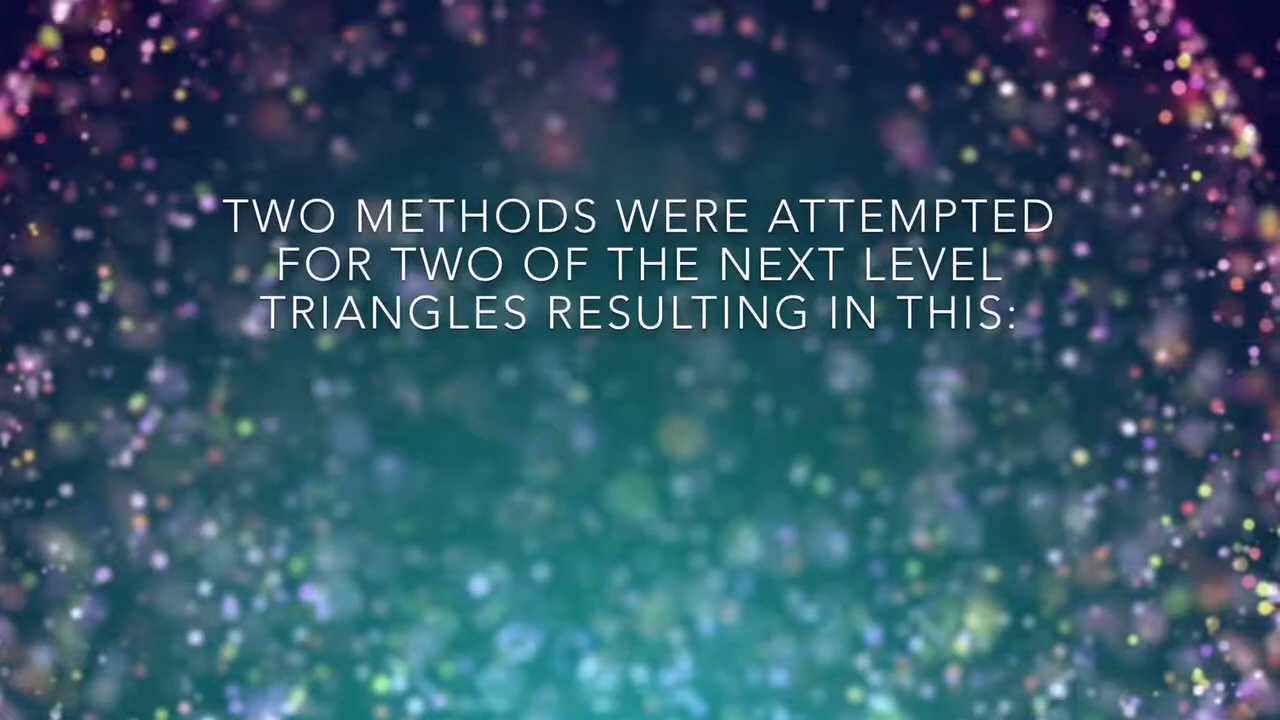 TWO METHODS WERE ATTEMPTED
FOR TWO OF THE NEXT LEVEL
TRIANGLES RESULTING IN THIS: